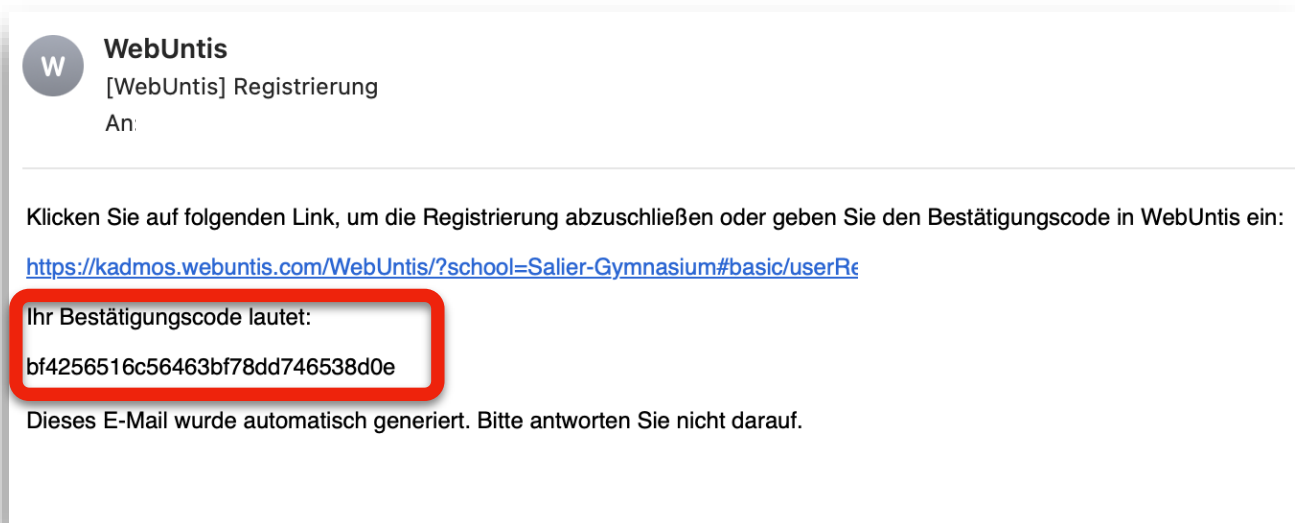 W
WebUntis
[WebUntis] Registrierung
An:
Klicken Sie auf folgenden Link, um die Registrierung abzuschließen oder geben Sie den Bestätigungscode in WebUntis ein:
https://kadmos.webuntis.com/WebUntis/?school=Salier-Gymnasium#basic/userRe
Ihr Bestätigungscode lautet:
bf4256516c56463bf78dd746538d0e
Dieses E-Mail wurde automatisch generiert. Bitte antworten Sie nicht darauf.